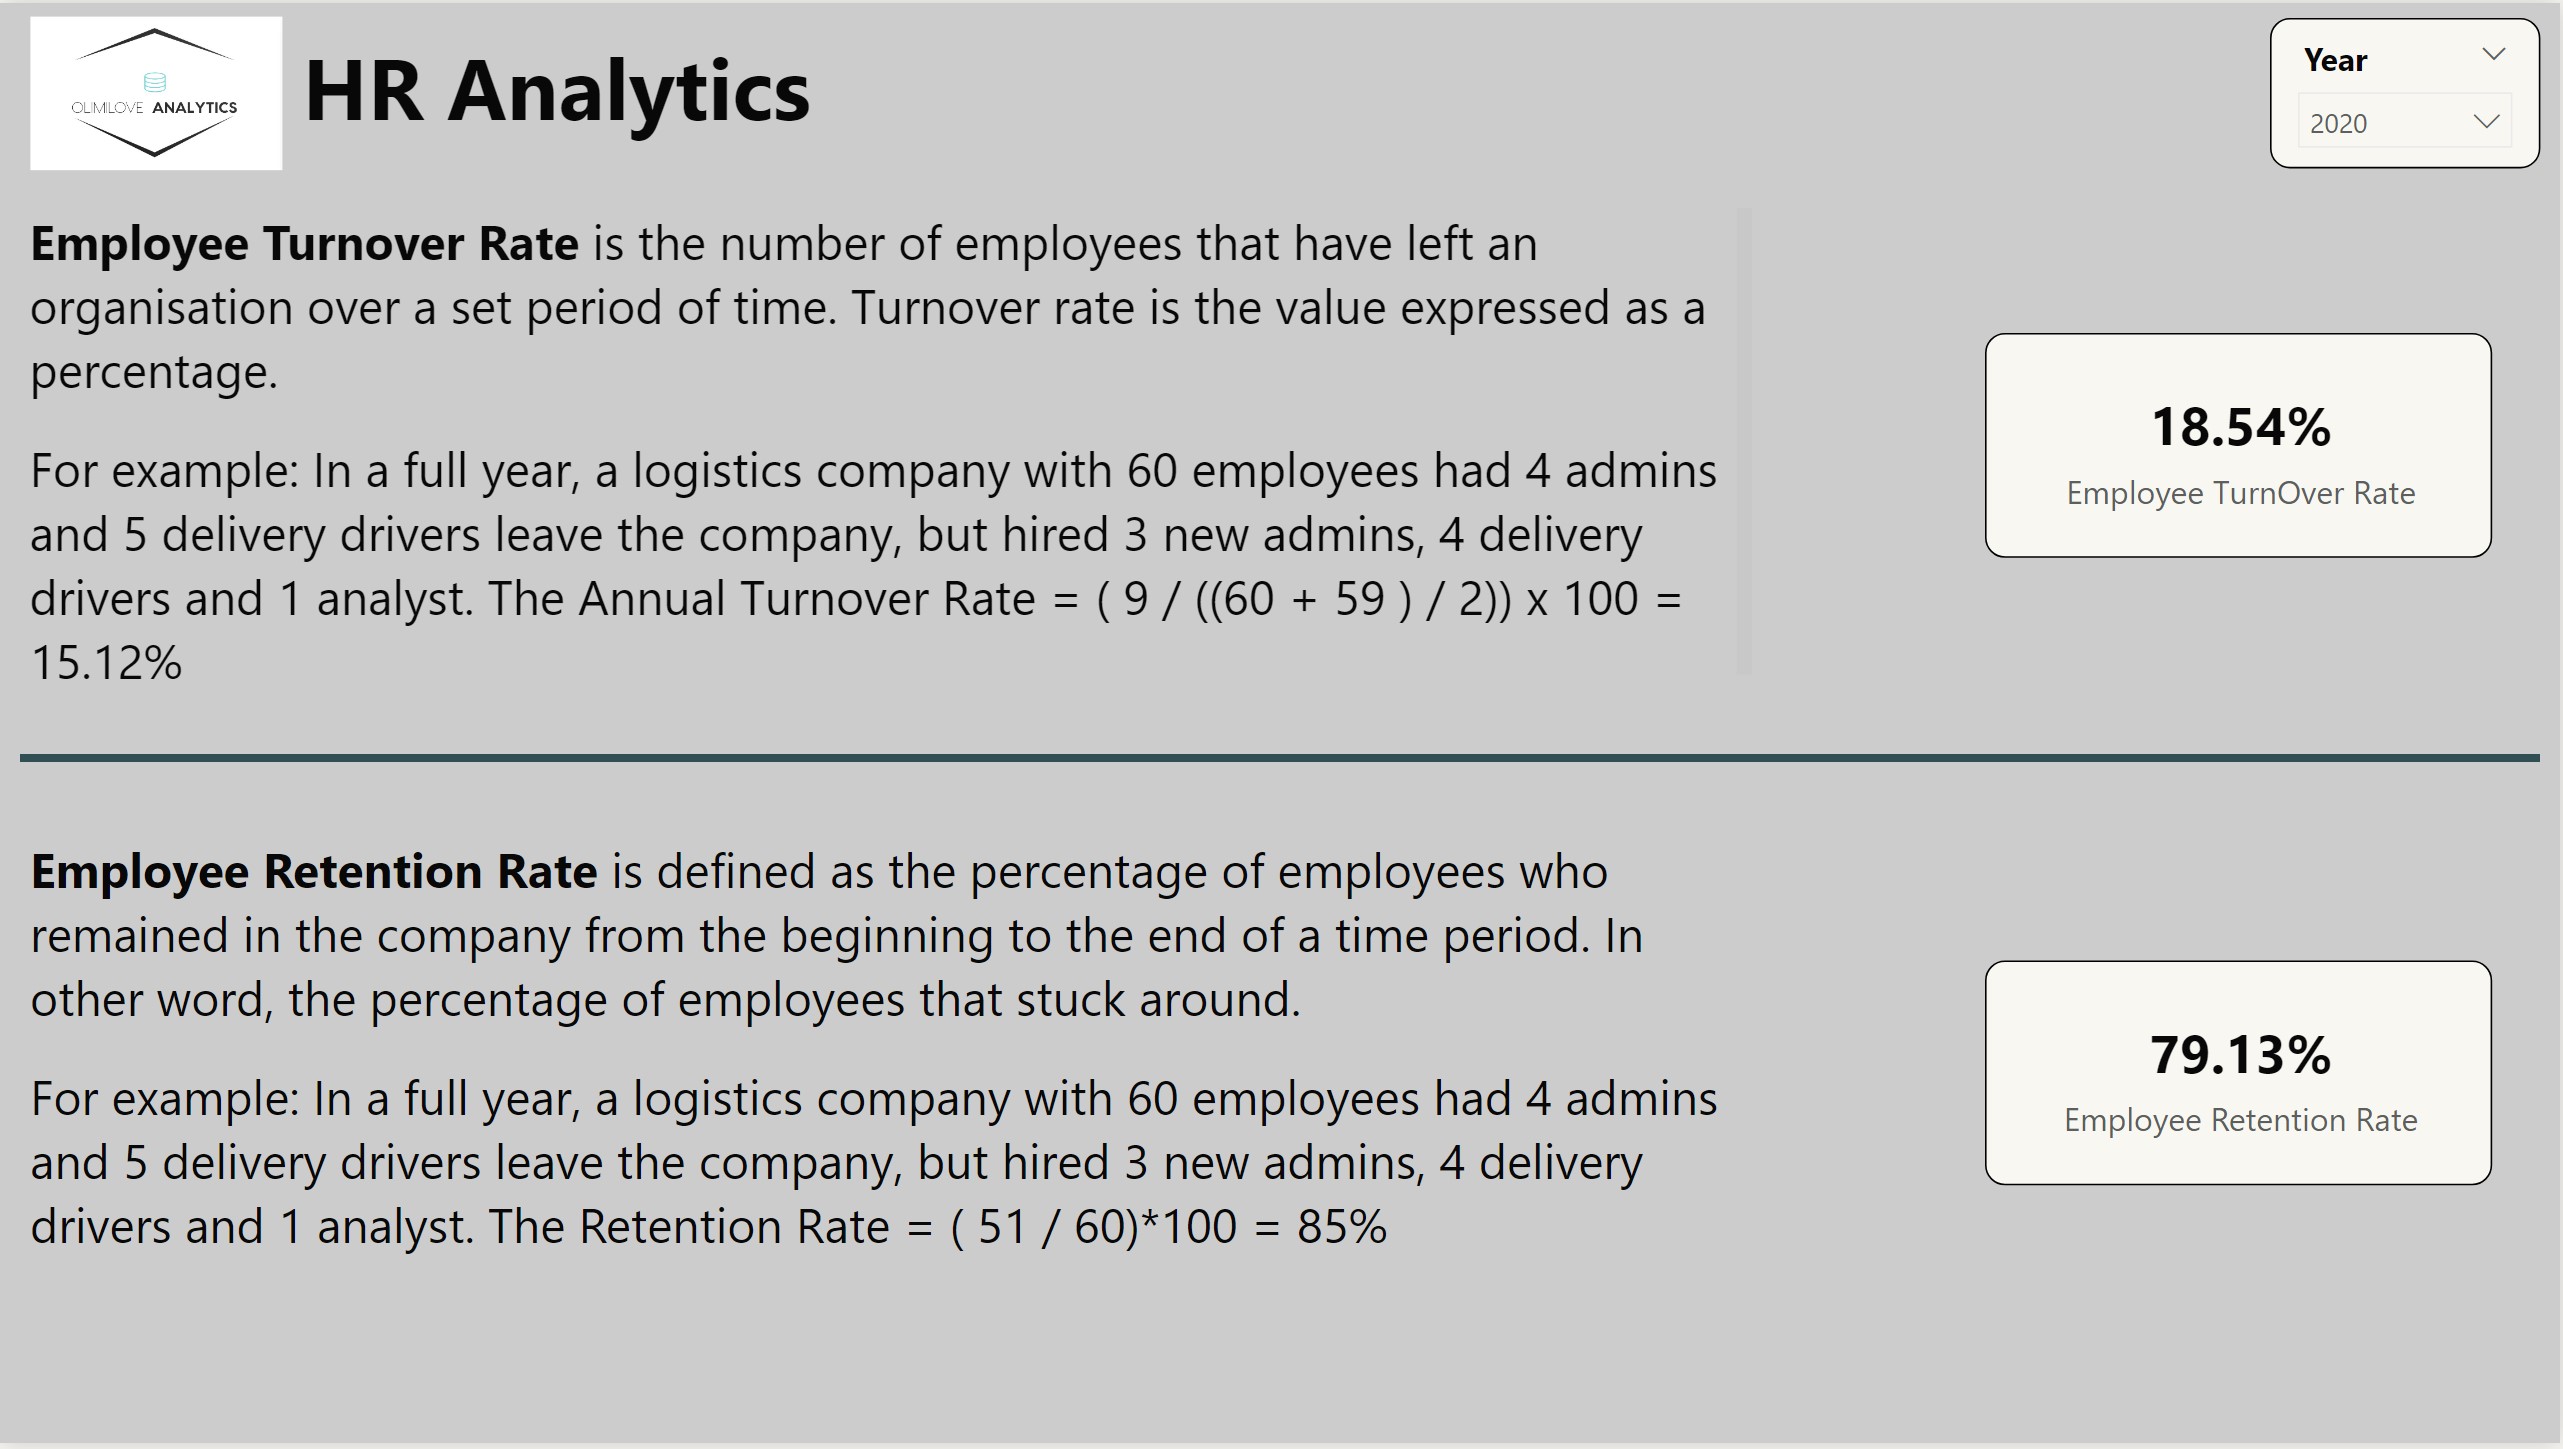 OLIMILOVE ANALYTICS
HR Analytics
Year
2020
Employee Turnover Rate is the number of employees that have left an
organisation over a set period of time. Turnover rate is the value expressed as a
percentage.
For example: In a full year, a logistics company with 60 employees had 4 admins
and 5 delivery drivers leave the company, but hired 3 new admins, 4 delivery
drivers and 1 analyst. The Annual Turnover Rate = ( 9 / ((60 + 59 ) / 2)) x 100 =
15.12%
18.54%
Employee TurnOver Rate
Employee Retention Rate is defined as the percentage of employees who
remained in the company from the beginning to the end of a time period. In
other word, the percentage of employees that stuck around.
For example: In a full year, a logistics company with 60 employees had 4 admins
and 5 delivery drivers leave the company, but hired 3 new admins, 4 delivery
drivers and 1 analyst. The Retention Rate = ( 51 / 60)*100 = 85%
79.13%
Employee Retention Rate